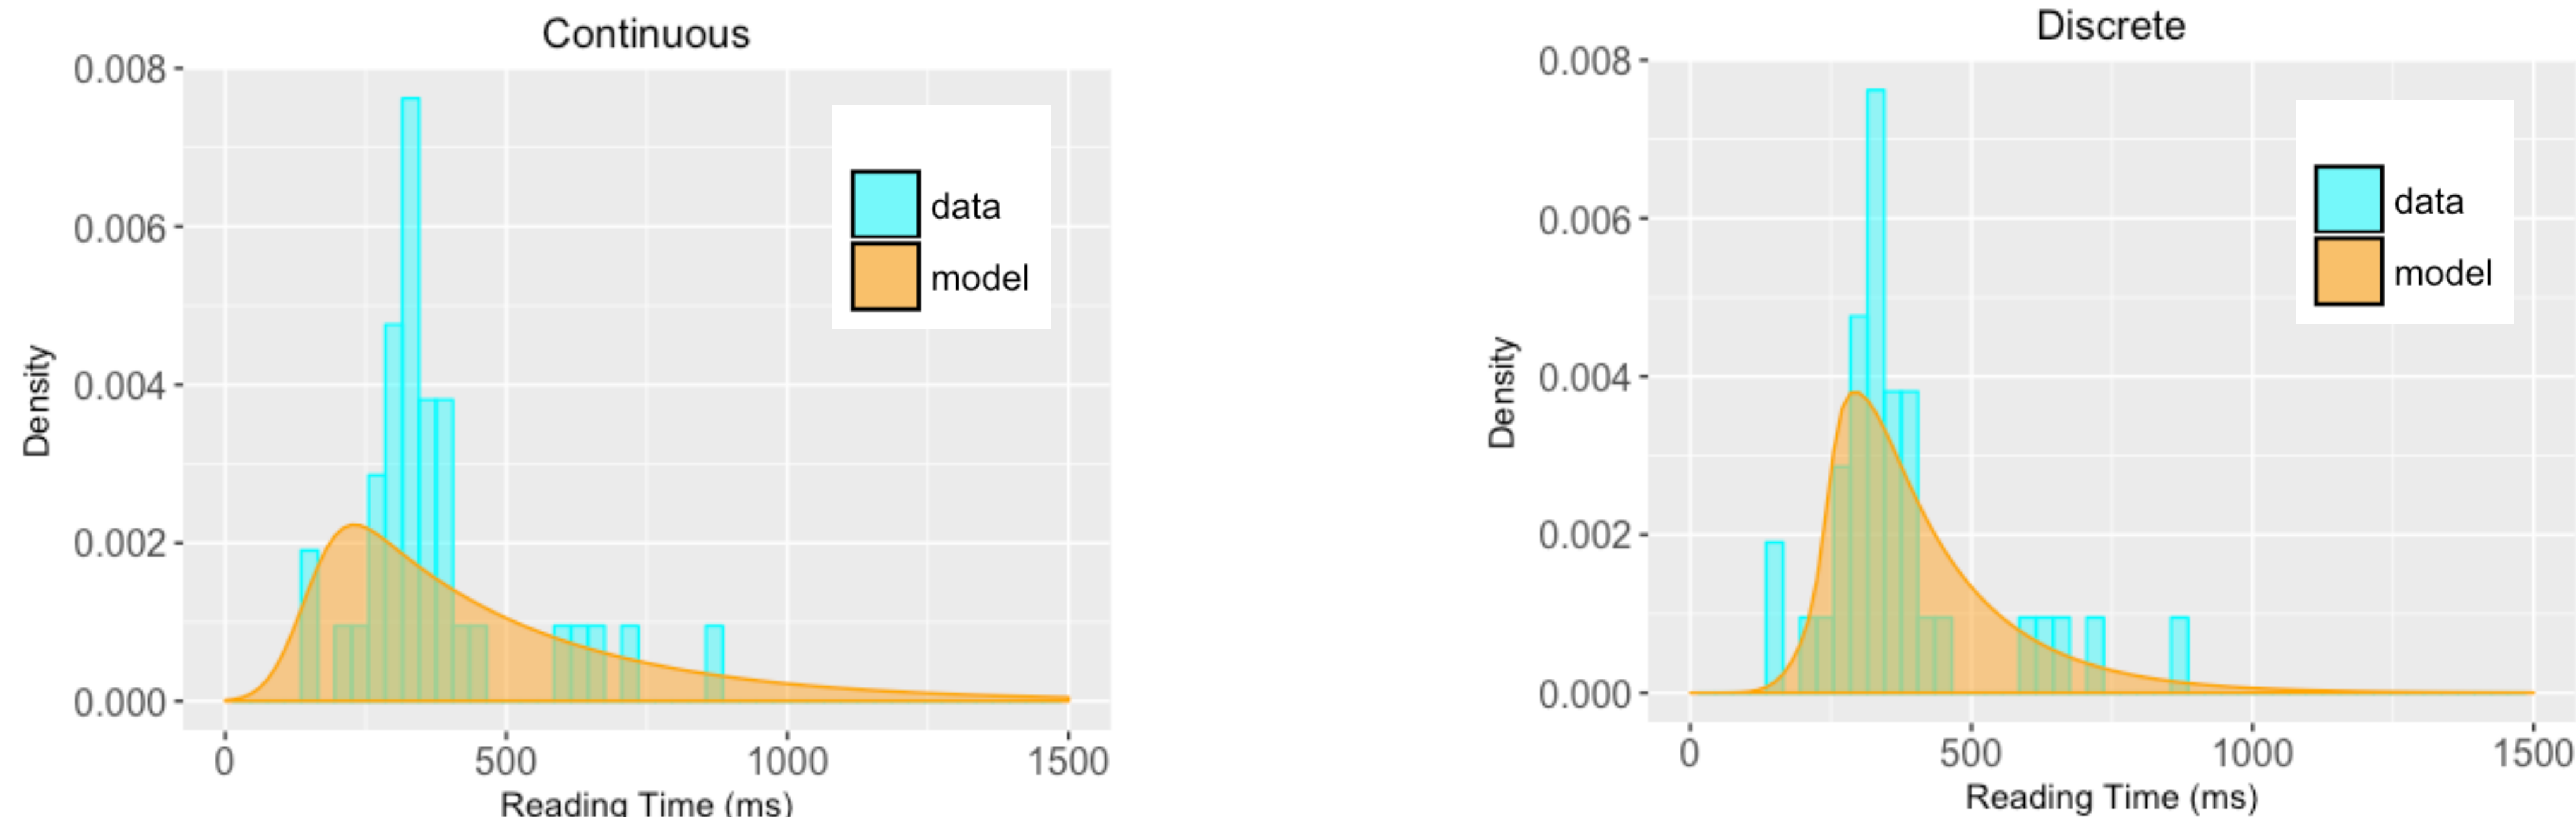 Continuous
0.008
0.006
0.004
0.002
0.000
Density
data
model
0 500 1000 1500
Reading Time (ms)
Discrete
0.008
0.006
0.004
0.002
0.000
Density
data
model
0 500 1000 1500
Reading Time (ms)